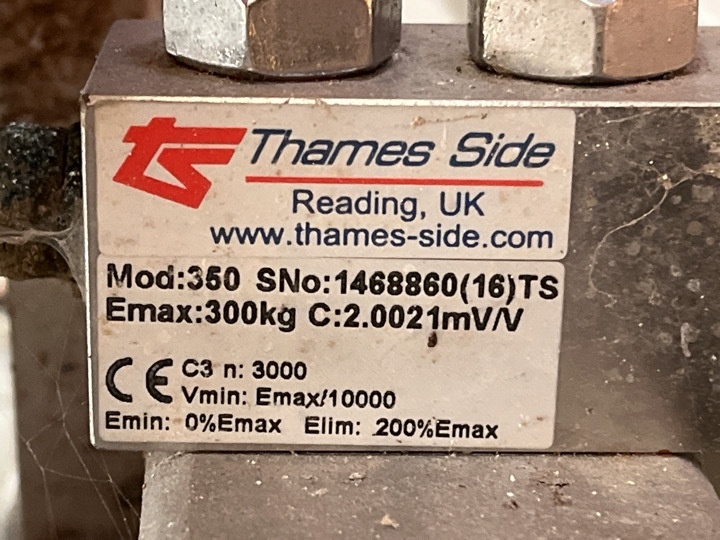 ts Thames Side
Reading, UK
www.thames-side.com
Mod:350 SNo:1468860(16)TS
Emax:300kg C:2.0021mV/V
CE C3 n: 3000
Vmin: Emax/10000
Emin: 0%Emax Elim: 200%Emax